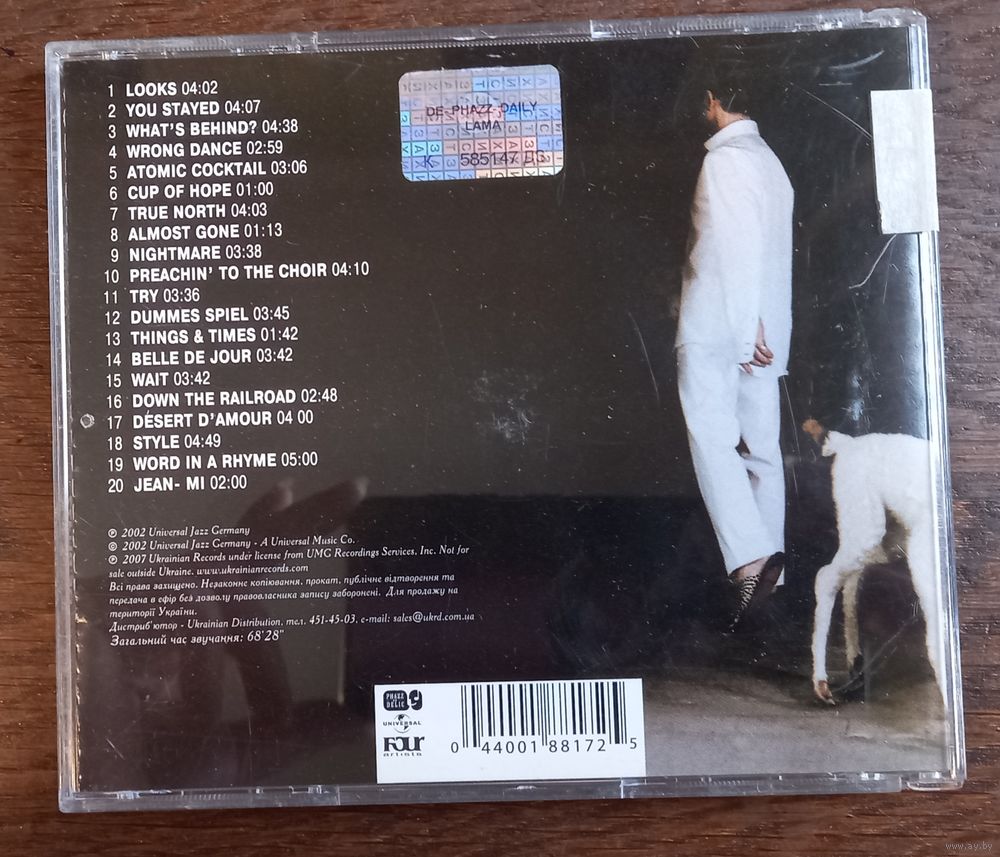 1 LOOKS 04:02
2 YOU STAYED 04:07
3 WHAT'S BEHIND? 04:38
4 WRONG DANCE 02:59
5 ATOMIC COCKTAIL 03:06
6 CUP OF HOPE 01:00
7 TRUE NORTH 04:03
8 ALMOST GONE 01:13
9 NIGHTMARE 03:38
10 PREACHIN' TO THE CHOIR 04:10
11 TRY 03:36
12 DUMMES SPIEL 03:45
13 THINGS & TIMES 01:42
14 BELLE DE JOUR 03:42
15 WAIT 03:42
16 DOWN THE RAILROAD 02:48
17 DÉSERT D'AMOUR 04 00
18 STYLE 04:49
19 WORD IN A RHYME 05:00
20 JEAN- MI 02:00
DE-PHAZZ-DAILY
LAMA
К 585147
℗ 2002 Universal Jazz Germany
© 2002 Universal Jazz Germany - A Universal Music Co.
℗ 2007 Ukrainian Records under license from UMG Recordings Services, Inc. Not for
sale outside Ukraine. www.ukrainianrecords.com
Всі права захищено. Незаконне копіювання, прокат, публічне відтворення та
передача в ефір без дозволу правовласника запису заборонені. Для продажу на
території України.
Дистриб'ютор - Ukrainian Distribution, тел. 451-45-03, e-mail: sales@ukrd.com.ua
Загальний час звучання: 68'28"
PHAZZ
A
DELIC
UNIVERSAL
FOUR
artists
0 44001 88172 5
www.ay.by